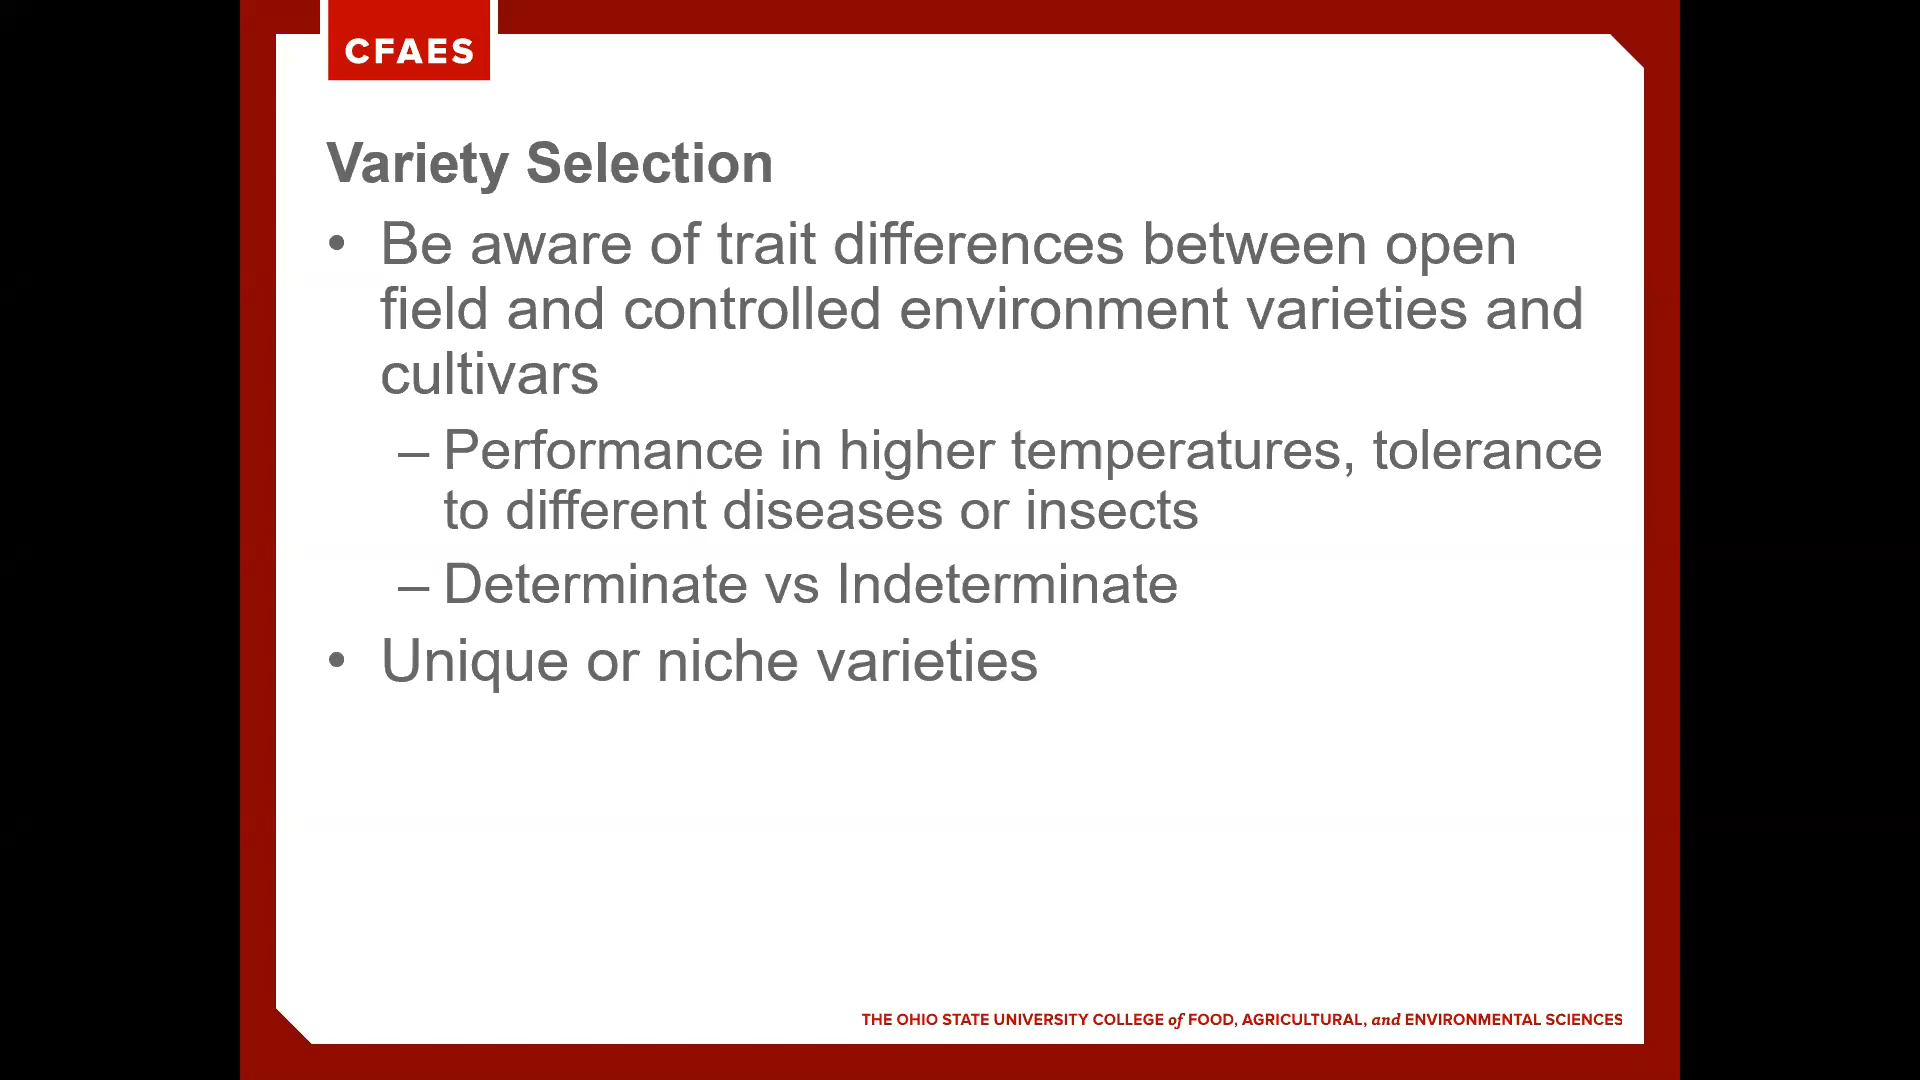 CFAES
Variety Selection
• Be aware of trait differences between open
field and controlled environment varieties and
cultivars
– Performance in higher temperatures, tolerance
to different diseases or insects
– Determinate vs Indeterminate
• Unique or niche varieties
THE OHIO STATE UNIVERSITY COLLEGE of FOOD, AGRICULTURAL, and ENVIRONMENTAL SCIENCES